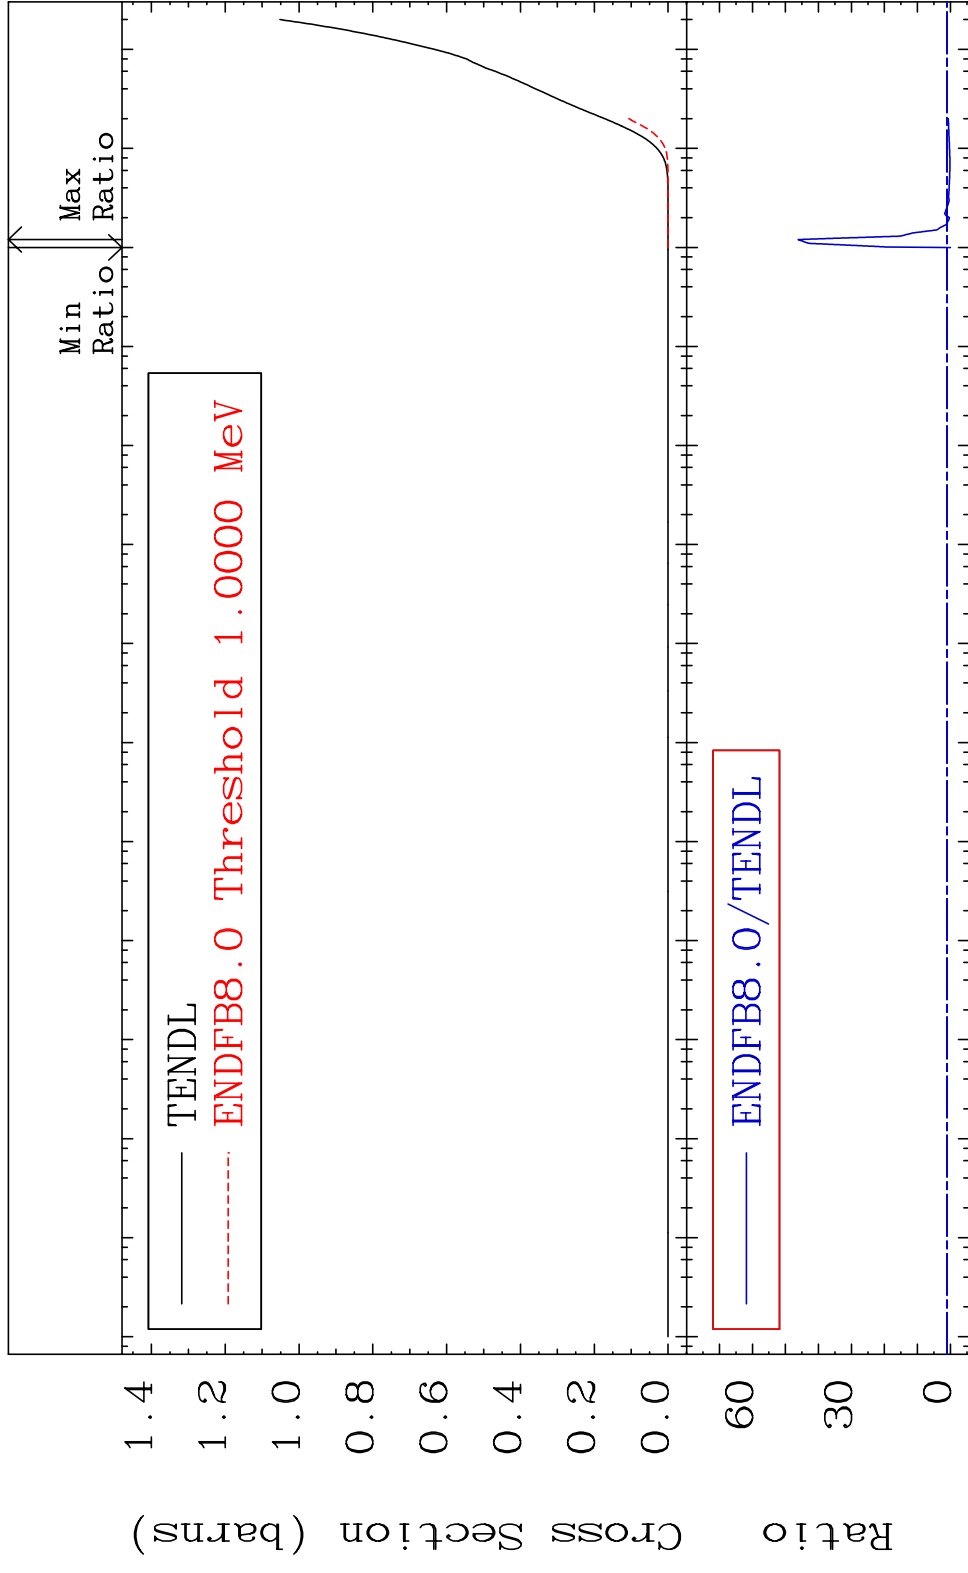 Min
Ratio
Max
Ratio
TENDL
ENDFB8.0 Threshold 1.0000 MeV
1.4
1.2
1.0
0.8
0.6
0.4
0.2
0.0
Cross Section (barns)
ENDFB8.0/TENDL
60
30
0
Ratio